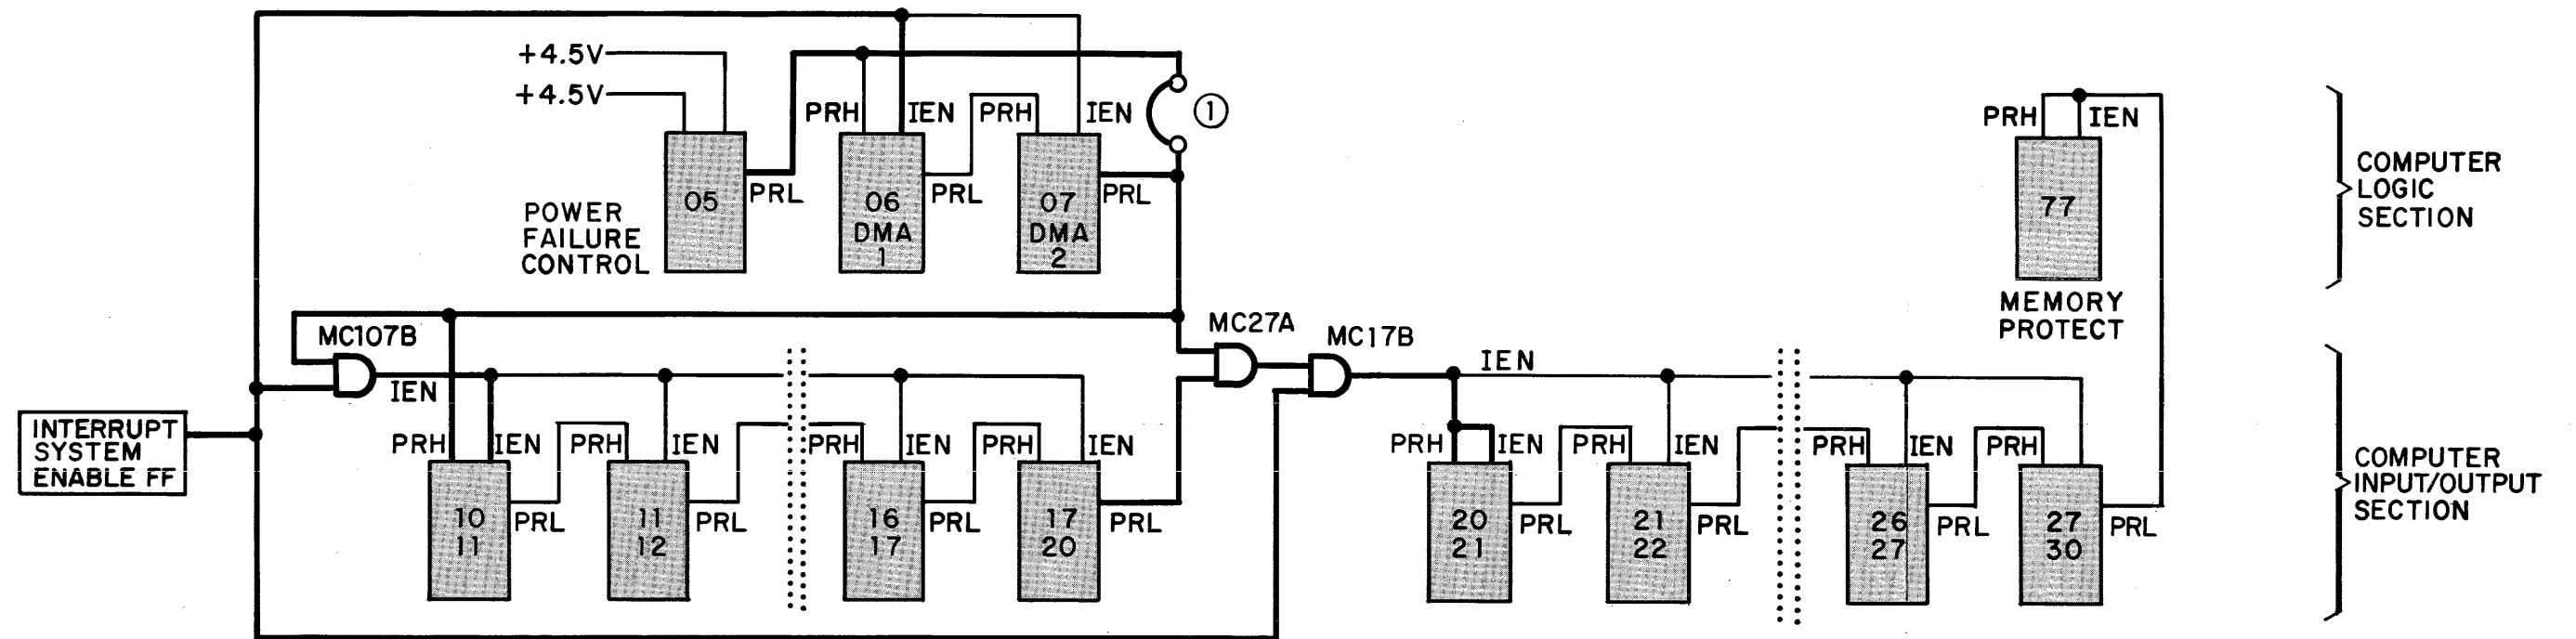 +4.5V
+4.5V
PRH
IEN
PRH
IEN
①
PRH
IEN
05
PRL
06
DMA
1
PRL
07
DMA
2
PRL
77
POWER
FAILURE
CONTROL
MEMORY
PROTECT
COMPUTER
LOGIC
SECTION
MC107B
MC27A
MC17B
IEN
IEN
INTERRUPT
SYSTEM
ENABLE FF
PRH
IEN
PRH
IEN
PRH
IEN
PRH
IEN
PRH
IEN
PRH
IEN
PRH
IEN
PRH
10
11
PRL
11
12
PRL
16
17
PRL
17
20
PRL
20
21
PRL
21
22
PRL
26
27
PRL
27
30
PRL
COMPUTER
INPUT/OUTPUT
SECTION